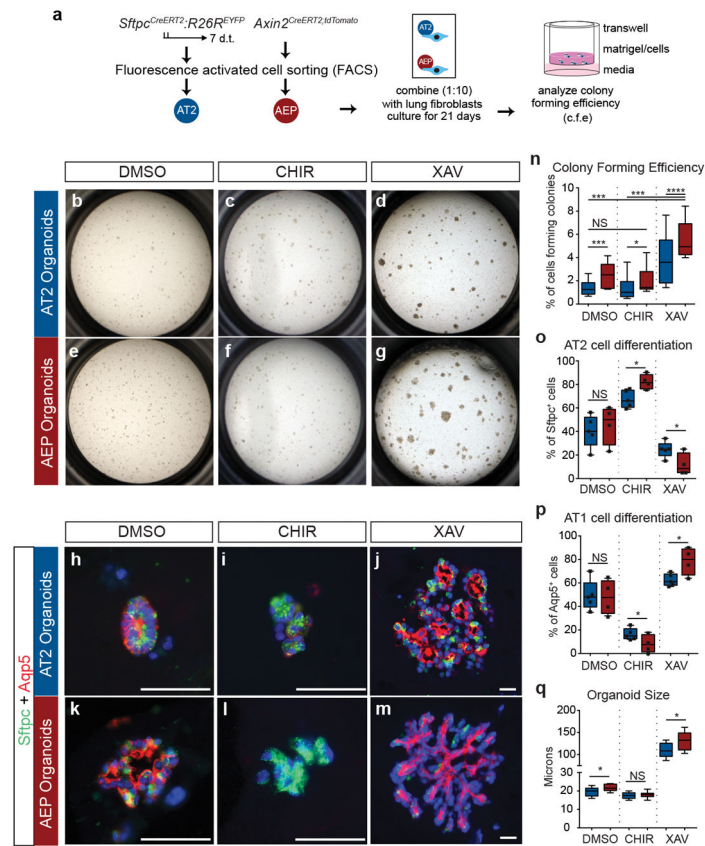 a
Sftpc^CreERT2:R26R^EYFP
Axin2^CreERT2;tdTomato
7 d.t.
Fluorescence activated cell sorting (FACS)
AT2
AEP
AT2
AEP
combine (1:10)
with lung fibroblasts
culture for 21 days
transwell
matrigel/cells
media
analyze colony
forming efficiency
(c.f.e)
DMSO
CHIR
XAV
AT2 Organoids
b
c
d
AEP Organoids
e
f
g
DMSO
CHIR
XAV
Sftpc + Aqp5
AT2 Organoids
h
i
j
AEP Organoids
k
l
m
n
Colony Forming Efficiency
% of cells forming colonies
10
8
6
4
2
0
*** *** ****
NS
*** *
DMSO CHIR XAV
o
AT2 cell differentiation
% of Sftpc⁺ cells
100
80
60
40
20
0
NS * *
DMSO CHIR XAV
p
AT1 cell differentiation
% of Aqp5⁺ cells
100
80
60
40
20
0
NS * *
DMSO CHIR XAV
q
Organoid Size
Microns
200
150
100
50
20
10
0
* NS *
DMSO CHIR XAV